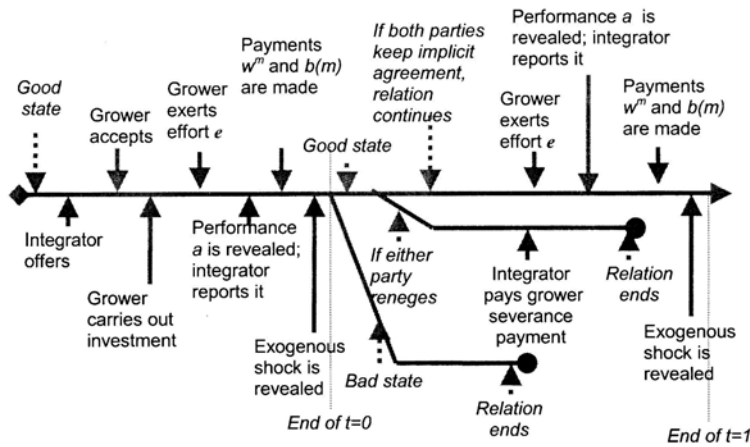 Good
state
Grower
accepts
Grower
exerts
effort e
Payments
wᵐ and b(m)
are made
Good state
If both parties
keep implicit
agreement,
relation
continues
Grower
exerts
effort e
Performance a is
revealed; integrator
reports it
Payments
wᵐ and b(m)
are made
Integrator
offers
Grower
carries out
investment
Performance
a is revealed;
integrator
reports it
Exogenous
shock is
revealed
End of t=0
Bad state
If either
party
reneges
Integrator
pays grower
severance
payment
Relation
ends
Relation
ends
Exogenous
shock is
revealed
End of t=1